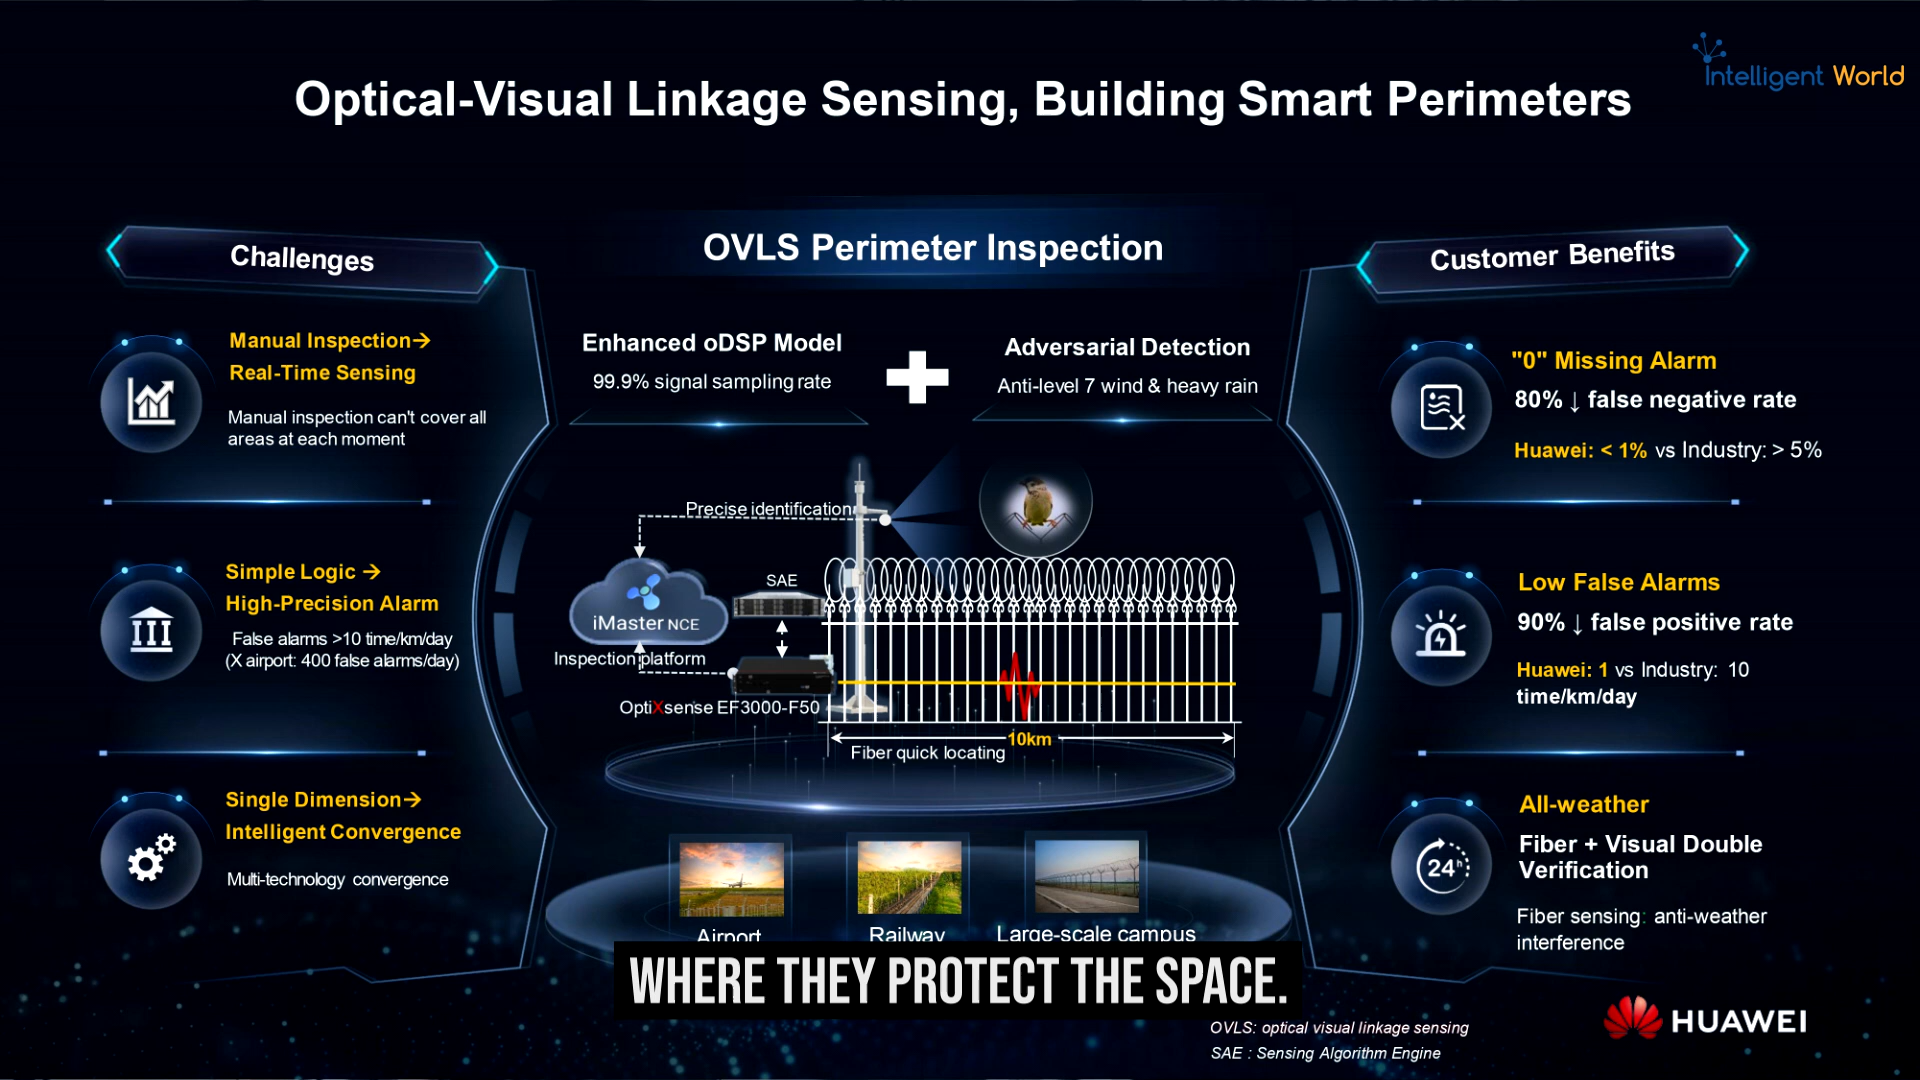 Intelligent World
Optical-Visual Linkage Sensing, Building Smart Perimeters
Challenges
Manual Inspection→
Real-Time Sensing
Manual inspection can't cover all
areas at each moment
Simple Logic →
High-Precision Alarm
False alarms >10 time/km/day
(X airport: 400 false alarms/day)
Single Dimension→
Intelligent Convergence
Multi-technology convergence
OVLS Perimeter Inspection
Enhanced oDSP Model
99.9% signal sampling rate
Adversarial Detection
Anti-level 7 wind & heavy rain
Precise identification
SAE
iMaster NCE
Inspection platform
OptiXsense EF3000-F50
10km
Fiber quick locating
Airport
Railway
Large-scale campus
Customer Benefits
"0" Missing Alarm
80% ↓ false negative rate
Huawei: < 1% vs Industry: > 5%
Low False Alarms
90% ↓ false positive rate
Huawei: 1 vs Industry: 10
time/km/day
24h
All-weather
Fiber + Visual Double
Verification
Fiber sensing: anti-weather
interference
WHERE THEY PROTECT THE SPACE.
OVLS: optical visual linkage sensing
SAE : Sensing Algorithm Engine
HUAWEI